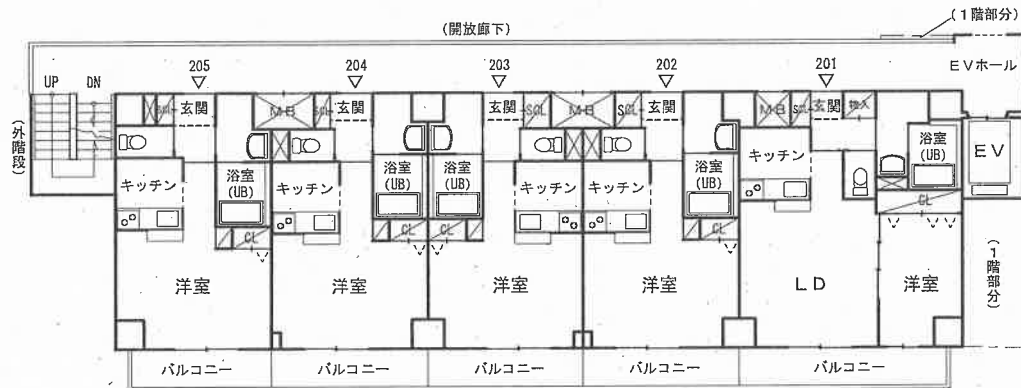 (1階部分)
(開放廊下)
UP DN 205 204 203 202 201 EVホール
SCL 玄関 MB SCL 玄関 玄関 SCL MB SCL 玄関 MB SCL 玄関 物入
(外階段)
浴室
(UB)
EV
キッチン 浴室
(UB) キッチン 浴室
(UB) 浴室
(UB) キッチン キッチン 浴室
(UB) キッチン
CL
CL CL CL CL
(1階部分)
洋室 洋室 洋室 洋室 LD 洋室
バルコニー バルコニー バルコニー バルコニー バルコニー